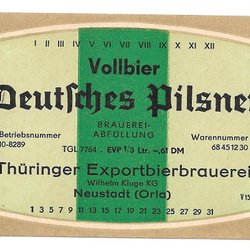 I II III IV V VI VII VIII IX X XI XII
Vollbier
Deutsches Pilsner
BRAUEREI-
ABFÜLLUNG
Betriebsnummer
10-8289
Warennummer
68 45 12 30
TGL 7764 . EVP 1/3 Ltr. = ,61 DM
Thüringer Exportbierbrauerei
Wilhelm Kluge KG
Neustadt (Orla)
1 3 5 7 9 11 13 15 17 19 21 23 25 27 29 31